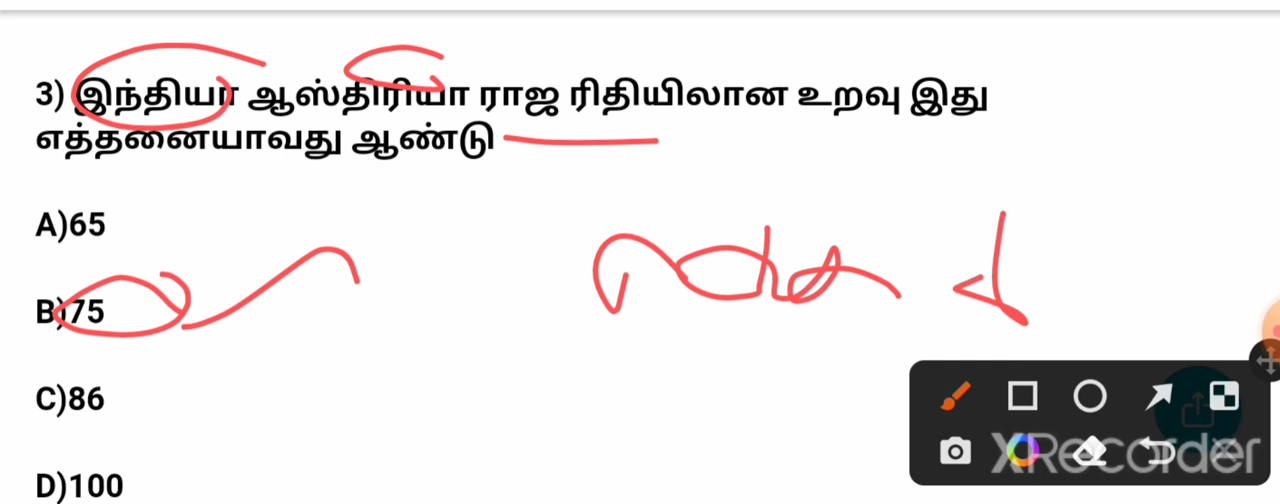 3) இந்தியா ஆஸ்திரியா ராஜ ரிதியிலான உறவு இது
எத்தனையாவது ஆண்டு
A)65
B)75
C)86
D)100
XRecorder